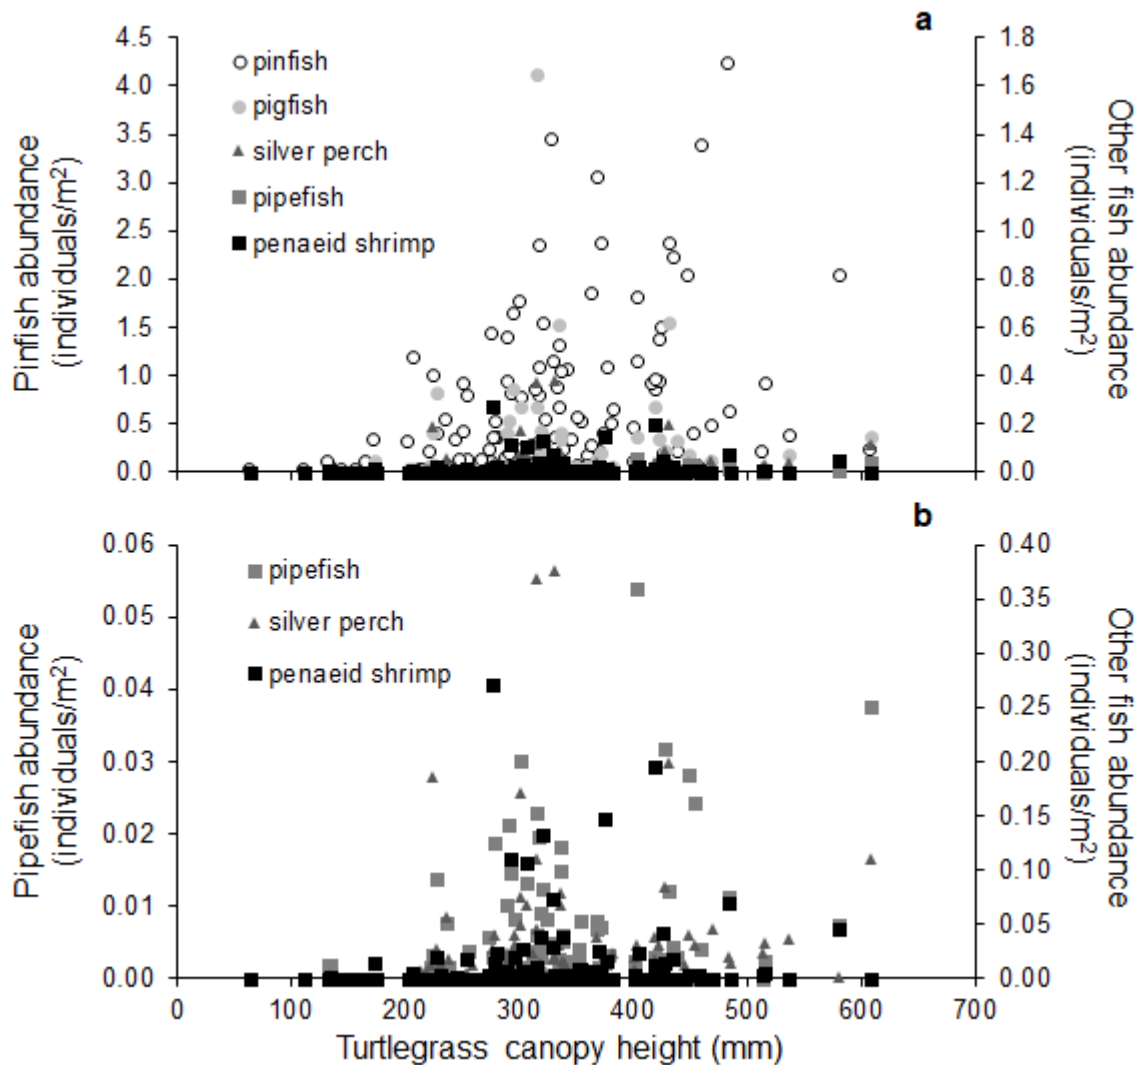 a
4.5
4.0
3.5
3.0
2.5
2.0
1.5
1.0
0.5
0.0
Pinfish abundance
(individuals/m²)
pinfish
pigfish
silver perch
pipefish
penaeid shrimp
1.8
1.6
1.4
1.2
1.0
0.8
0.6
0.4
0.2
0.0
Other fish abundance
(individuals/m²)
b
0.06
0.05
0.04
0.03
0.02
0.01
0.00
Pipefish abundance
(individuals/m²)
pipefish
silver perch
penaeid shrimp
0.40
0.35
0.30
0.25
0.20
0.15
0.10
0.05
0.00
Other fish abundance
(individuals/m²)
0 100 200 300 400 500 600 700
Turtlegrass canopy height (mm)